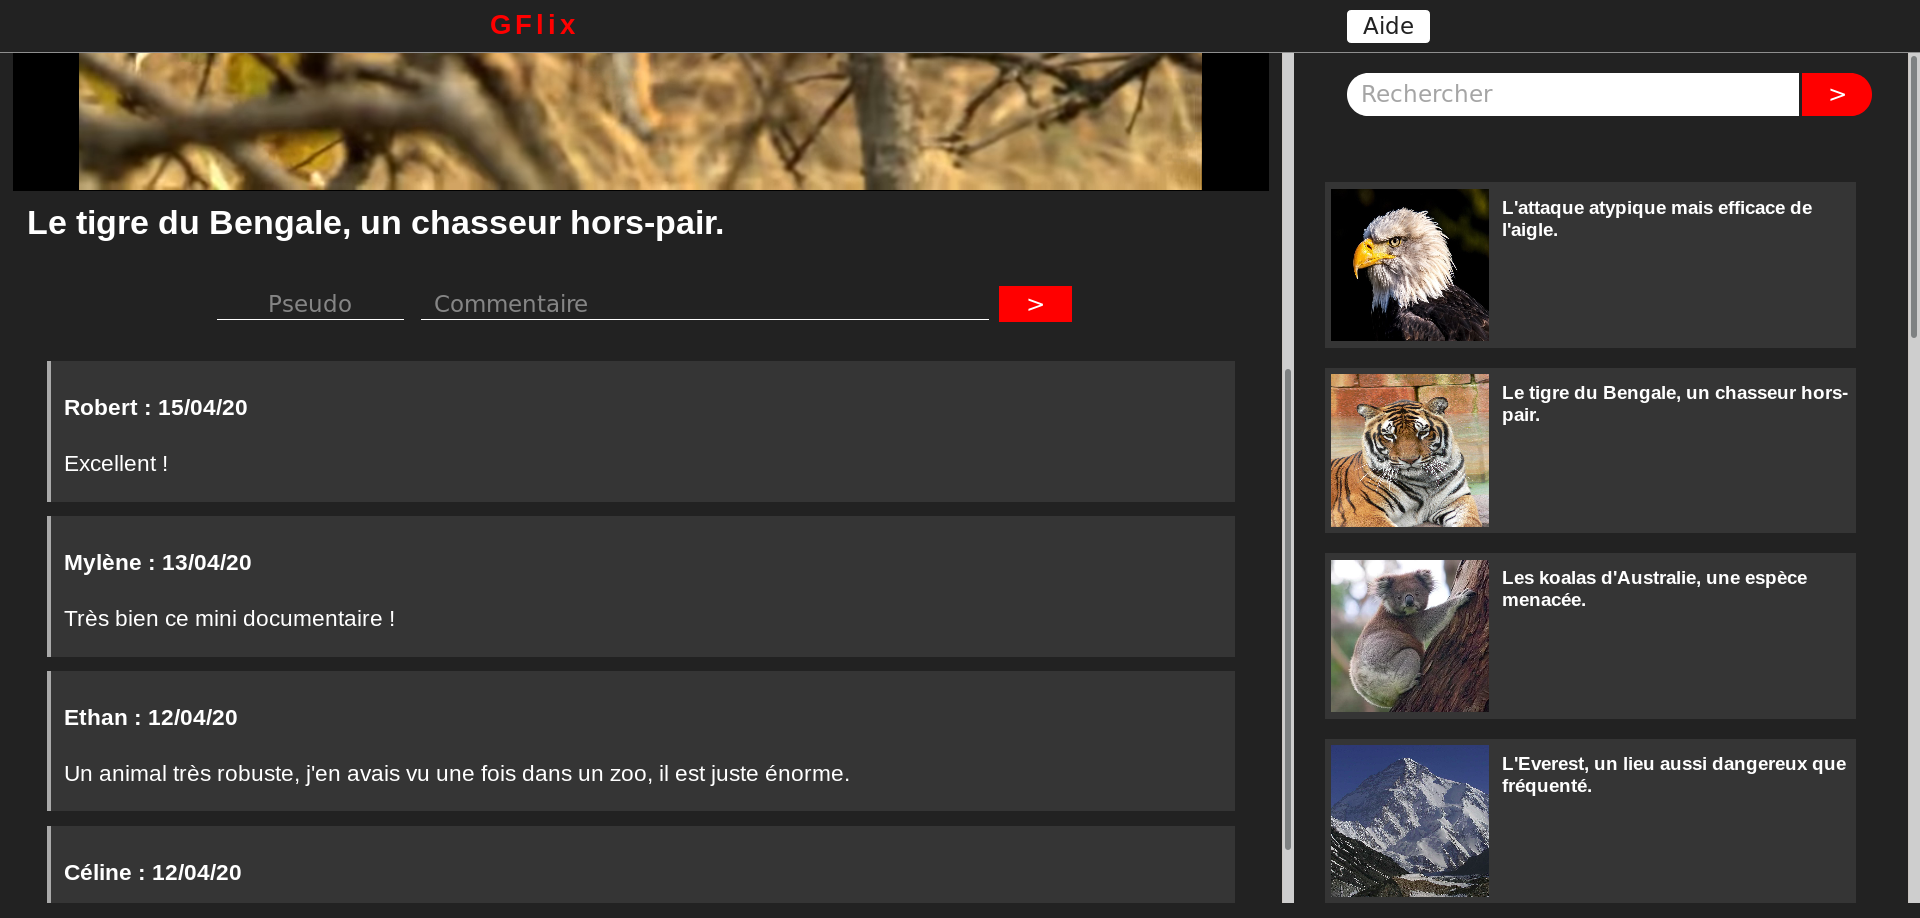 GFlix
Aide
Rechercher
>
Le tigre du Bengale, un chasseur hors-pair.
Pseudo
Commentaire
>
Robert : 15/04/20
Excellent !
Mylène : 13/04/20
Très bien ce mini documentaire !
Ethan : 12/04/20
Un animal très robuste, j'en avais vu une fois dans un zoo, il est juste énorme.
Céline : 12/04/20
L'attaque atypique mais efficace de
l'aigle.
Le tigre du Bengale, un chasseur hors-
pair.
Les koalas d'Australie, une espèce
menacée.
L'Everest, un lieu aussi dangereux que
fréquenté.